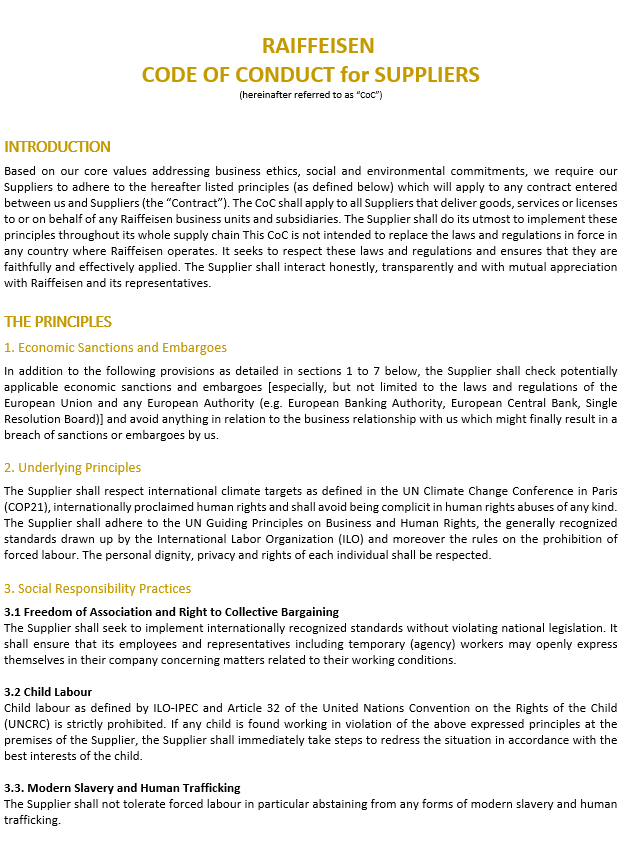 RAIFFEISEN
CODE OF CONDUCT for SUPPLIERS
(hereinafter referred to as “CoC”)
INTRODUCTION
Based on our core values addressing business ethics, social and environmental commitments, we require our
Suppliers to adhere to the hereafter listed principles (as defined below) which will apply to any contract entered
between us and Suppliers (the “Contract”). The CoC shall apply to all Suppliers that deliver goods, services or licenses
to or on behalf of any Raiffeisen business units and subsidiaries. The Supplier shall do its utmost to implement these
principles throughout its whole supply chain This CoC is not intended to replace the laws and regulations in force in
any country where Raiffeisen operates. It seeks to respect these laws and regulations and ensures that they are
faithfully and effectively applied. The Supplier shall interact honestly, transparently and with mutual appreciation
with Raiffeisen and its representatives.
THE PRINCIPLES
1. Economic Sanctions and Embargoes
In addition to the following provisions as detailed in sections 1 to 7 below, the Supplier shall check potentially
applicable economic sanctions and embargoes [especially, but not limited to the laws and regulations of the
European Union and any European Authority (e.g. European Banking Authority, European Central Bank, Single
Resolution Board)] and avoid anything in relation to the business relationship with us which might finally result in a
breach of sanctions or embargoes by us.
2. Underlying Principles
The Supplier shall respect international climate targets as defined in the UN Climate Change Conference in Paris
(COP21), internationally proclaimed human rights and shall avoid being complicit in human rights abuses of any kind.
The Supplier shall adhere to the UN Guiding Principles on Business and Human Rights, the generally recognized
standards drawn up by the International Labor Organization (ILO) and moreover the rules on the prohibition of
forced labour. The personal dignity, privacy and rights of each individual shall be respected.
3. Social Responsibility Practices
3.1 Freedom of Association and Right to Collective Bargaining
The Supplier shall seek to implement internationally recognized standards without violating national legislation. It
shall ensure that its employees and representatives including temporary (agency) workers may openly express
themselves in their company concerning matters related to their working conditions.
3.2 Child Labour
Child labour as defined by ILO-IPEC and Article 32 of the United Nations Convention on the Rights of the Child
(UNCRC) is strictly prohibited. If any child is found working in violation of the above expressed principles at the
premises of the Supplier, the Supplier shall immediately take steps to redress the situation in accordance with the
best interests of the child.
3.3. Modern Slavery and Human Trafficking
The Supplier shall not tolerate forced labour in particular abstaining from any forms of modern slavery and human
trafficking.